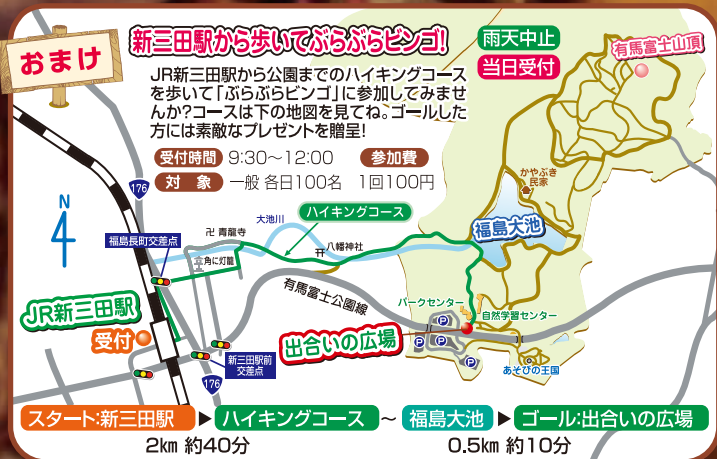 おまけ
新三田駅から歩いてぶらぶらビンゴ!
雨天中止
当日受付
JR新三田駅から公園までのハイキングコース
を歩いて「ぶらぶらビンゴ」に参加してみませ
んか?コースは下の地図を見てね。ゴールした
方には素敵なプレゼントを贈呈!
受付時間 9:30～12:00 参加費
対象 一般 各日100名 1回100円
有馬富士山頂
かやぶき
民家
福島大池
N
4
176
大池川
ハイキングコース
福島長町交差点
卍 青龍寺
八幡神社
角に灯籠
有馬富士公園線
JR新三田駅
受付
パークセンター
自然学習センター
出合いの広場
P
P
P
P
新三田駅前
交差点
あそびの王国
176
スタート:新三田駅 ▶ ハイキングコース ～ 福島大池 ▶ ゴール:出合いの広場
2km 約40分 0.5km 約10分